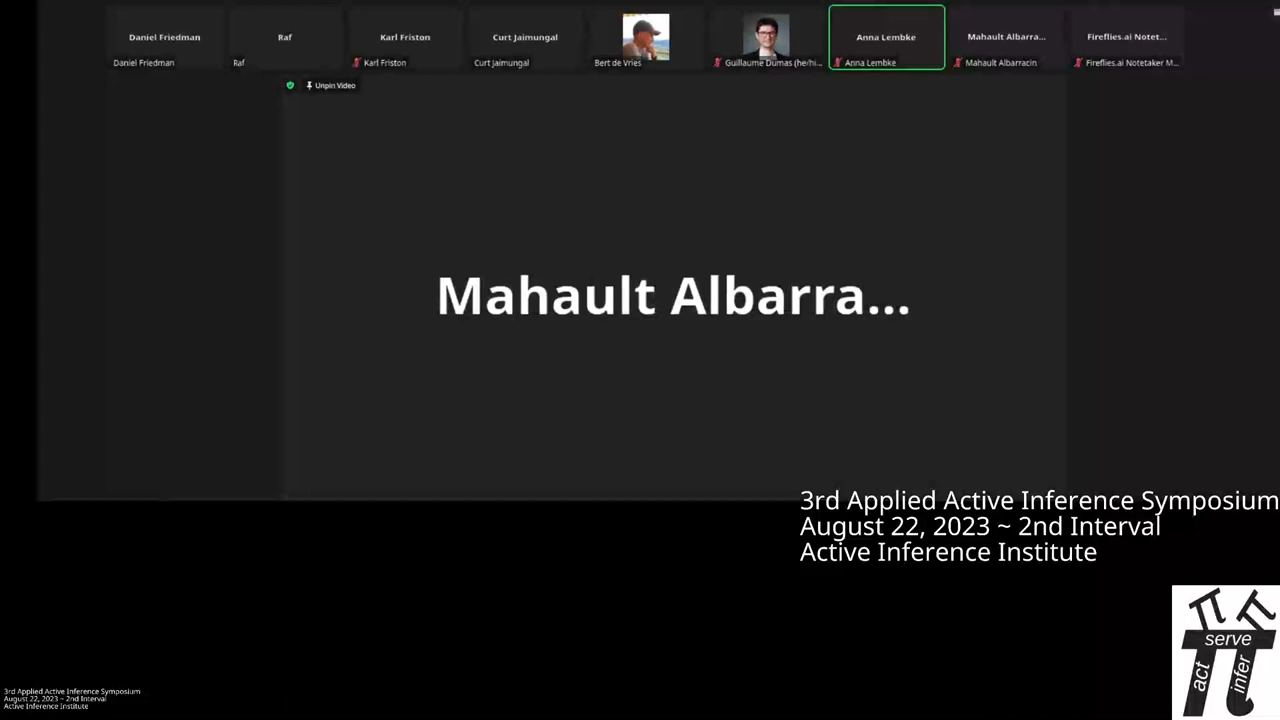 Daniel Friedman
Raf
Karl Friston
Curt Jaimungal
Anna Lembke
Mahault Albarra...
Fireflies.ai Notet...
Daniel Friedman
Raf
Karl Friston
Curt Jaimungal
Bert de Vries
Guillaume Dumas (he/hi...
Anna Lembke
Mahault Albarracin
Fireflies.ai Notetaker M...
Unpin Video
Mahault Albarra...
3rd Applied Active Inference Symposium
August 22, 2023 ~ 2nd Interval
Active Inference Institute
serve
act
infer
3rd Applied Active Inference Symposium
August 22, 2023 ~ 2nd Interval
Active Inference Institute